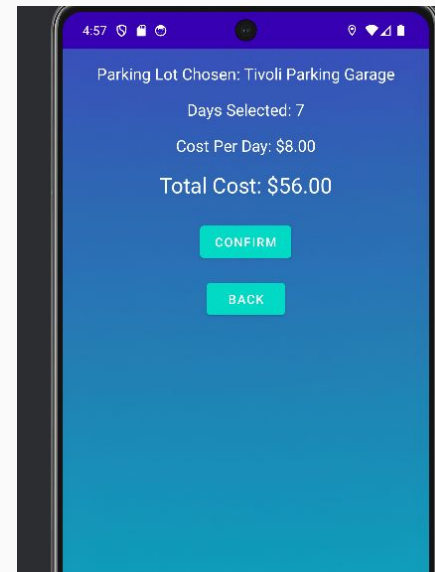 4:57
Parking Lot Chosen: Tivoli Parking Garage
Days Selected: 7
Cost Per Day: $8.00
Total Cost: $56.00
CONFIRM
BACK